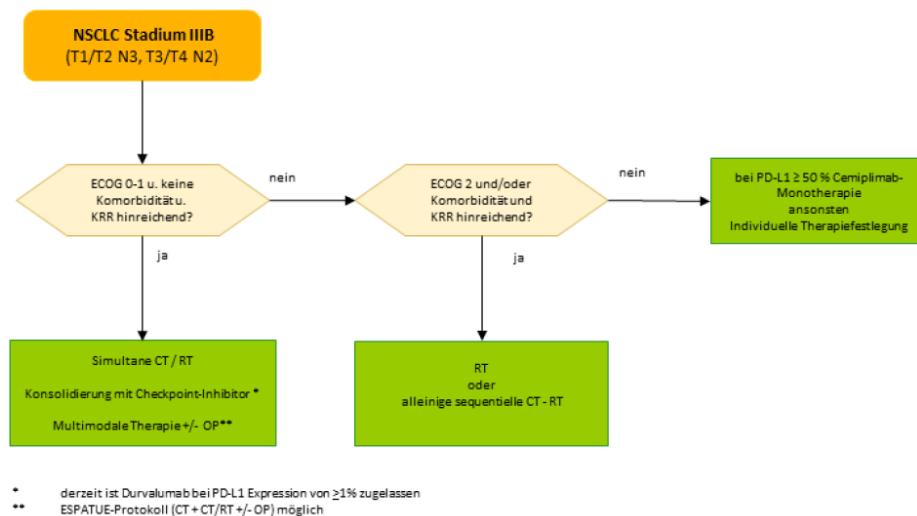 NSCLC Stadium IIIB
(T1/T2 N3, T3/T4 N2)
ECOG 0-1 u. keine
Komorbidität u.
KRR hinreichend?
nein
ECOG 2 und/oder
Komorbidität und
KRR hinreichend?
nein
bei PD-L1 ≥ 50 % Cemiplimab-
Monotherapie
ansonsten
Individuelle Therapiefestlegung
ja
ja
Simultane CT / RT
Konsolidierung mit Checkpoint-Inhibitor *
Multimodale Therapie +/- OP**
RT
oder
alleinige sequentielle CT - RT
* derzeit ist Durvalumab bei PD-L1 Expression von ≥1% zugelassen
** ESPATUE-Protokoll (CT + CT/RT +/- OP) möglich